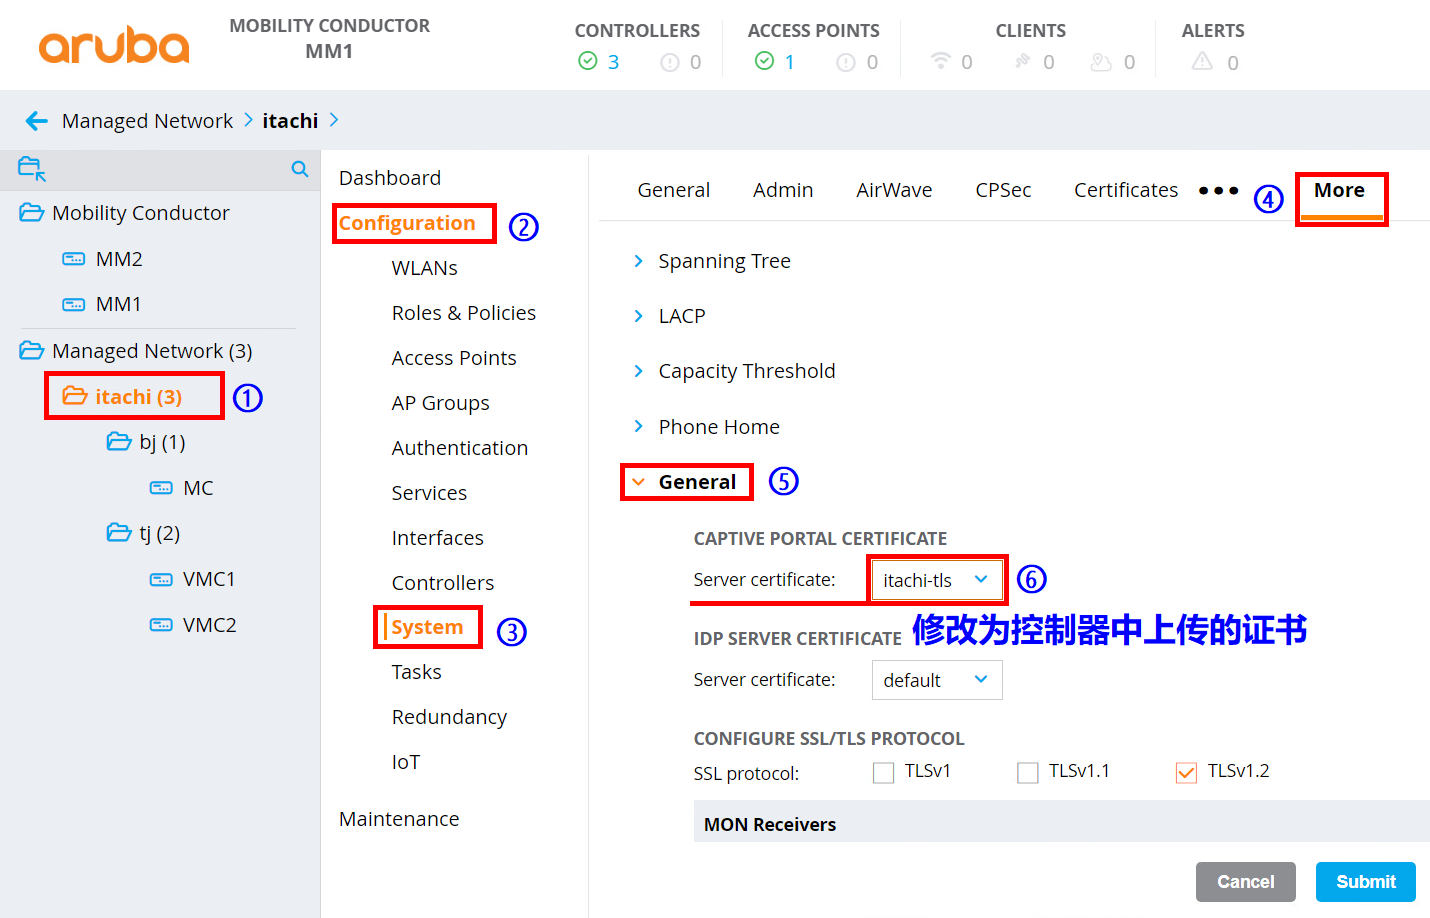 aruba
MOBILITY CONDUCTOR
MM1
CONTROLLERS
3 0
ACCESS POINTS
1 0
CLIENTS
0 0 0
ALERTS
0
Managed Network > itachi >
Mobility Conductor
MM2
MM1
Managed Network (3)
itachi (3) ①
bj (1)
MC
tj (2)
VMC1
VMC2
Dashboard
Configuration ②
WLANs
Roles & Policies
Access Points
AP Groups
Authentication
Services
Interfaces
Controllers
System ③
Tasks
Redundancy
IoT
Maintenance
General Admin AirWave CPSec Certificates ••• ④ More
Spanning Tree
LACP
Capacity Threshold
Phone Home
General ⑤
CAPTIVE PORTAL CERTIFICATE
Server certificate: itachi-tls ⑥
修改为控制器中上传的证书
IDP SERVER CERTIFICATE
Server certificate: default
CONFIGURE SSL/TLS PROTOCOL
SSL protocol: TLSv1 TLSv1.1 TLSv1.2
MON Receivers
Cancel Submit